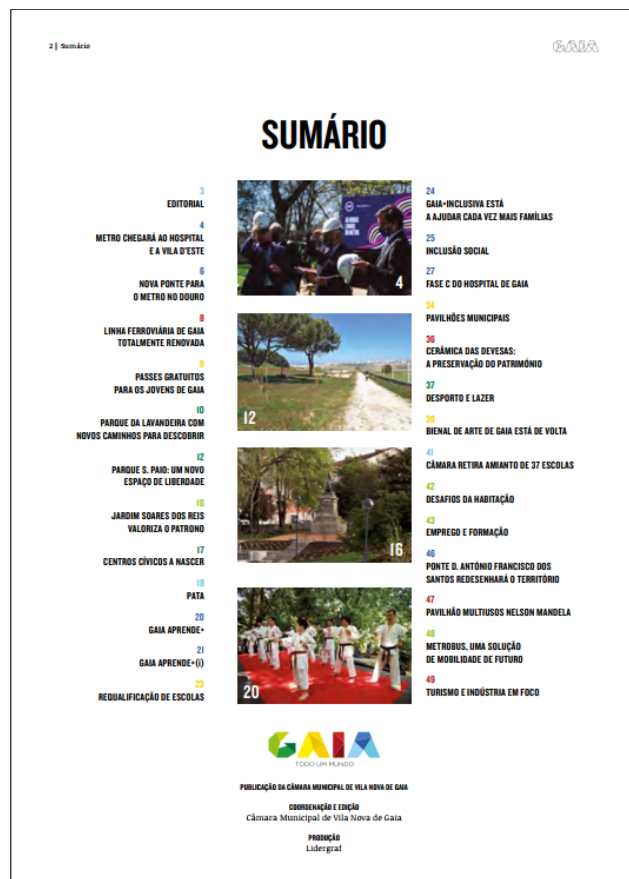 2 | Sumário
GAIA
SUMÁRIO
3
EDITORIAL
4
METRO CHEGARÁ AO HOSPITAL
E A VILA D'ESTE
6
NOVA PONTE PARA
O METRO NO DOURO
8
LINHA FERROVIÁRIA DE GAIA
TOTALMENTE RENOVADA
9
PASSES GRATUITOS
PARA OS JOVENS DE GAIA
10
PARQUE DA LAVANDEIRA COM
NOVOS CAMINHOS PARA DESCOBRIR
12
PARQUE S. PAIO: UM NOVO
ESPAÇO DE LIBERDADE
16
JARDIM SOARES DOS REIS
VALORIZA O PATRONO
17
CENTROS CÍVICOS A NASCER
18
PATA
20
GAIA APRENDE+
21
GAIA APRENDE+(i)
23
REQUALIFICAÇÃO DE ESCOLAS
4
12
16
20
24
GAIA+INCLUSIVA ESTÁ
A AJUDAR CADA VEZ MAIS FAMÍLIAS
25
INCLUSÃO SOCIAL
27
FASE C DO HOSPITAL DE GAIA
34
PAVILHÕES MUNICIPAIS
36
CERÂMICA DAS DEVESAS:
A PRESERVAÇÃO DO PATRIMÓNIO
37
DESPORTO E LAZER
39
BIENAL DE ARTE DE GAIA ESTÁ DE VOLTA
41
CÂMARA RETIRA AMIANTO DE 37 ESCOLAS
42
DESAFIOS DA HABITAÇÃO
43
EMPREGO E FORMAÇÃO
46
PONTE D. ANTÓNIO FRANCISCO DOS
SANTOS REDESENHARÁ O TERRITÓRIO
47
PAVILHÃO MULTIUSOS NELSON MANDELA
48
METROBUS, UMA SOLUÇÃO
DE MOBILIDADE DE FUTURO
49
TURISMO E INDÚSTRIA EM FOCO
GAIA
TODO UM MUNDO
PUBLICAÇÃO DA CÂMARA MUNICIPAL DE VILA NOVA DE GAIA
COORDENAÇÃO E EDIÇÃO
Câmara Municipal de Vila Nova de Gaia
PRODUÇÃO
Lidergraf